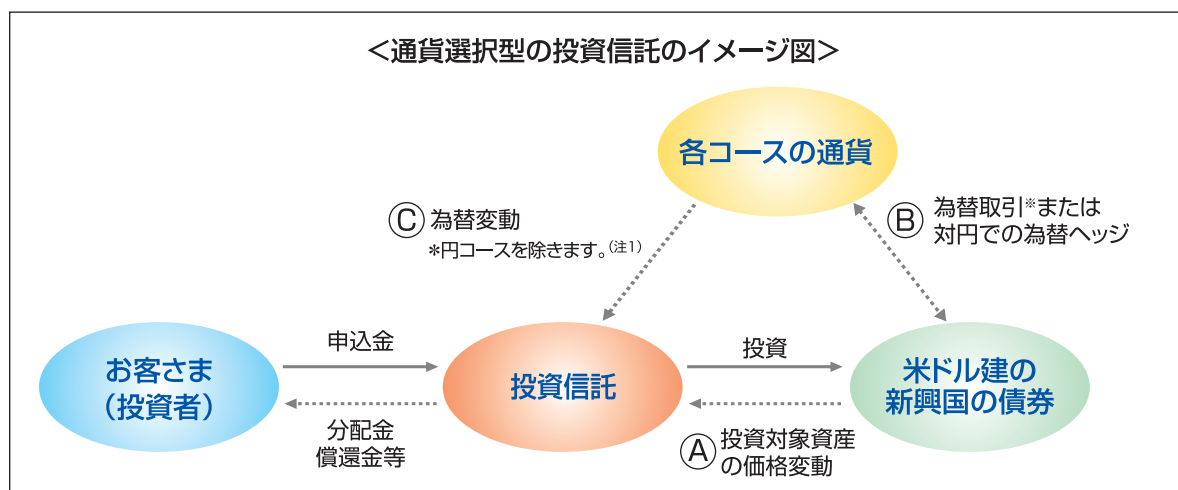 ＜通貨選択型の投資信託のイメージ図＞
各コースの通貨
Ⓒ 為替変動
＊円コースを除きます。(注1)
Ⓑ 為替取引※または
対円での為替ヘッジ
お客さま
（投資者）
申込金
分配金
償還金等
投資信託
投資
Ⓐ 投資対象資産
の価格変動
米ドル建の
新興国の債券